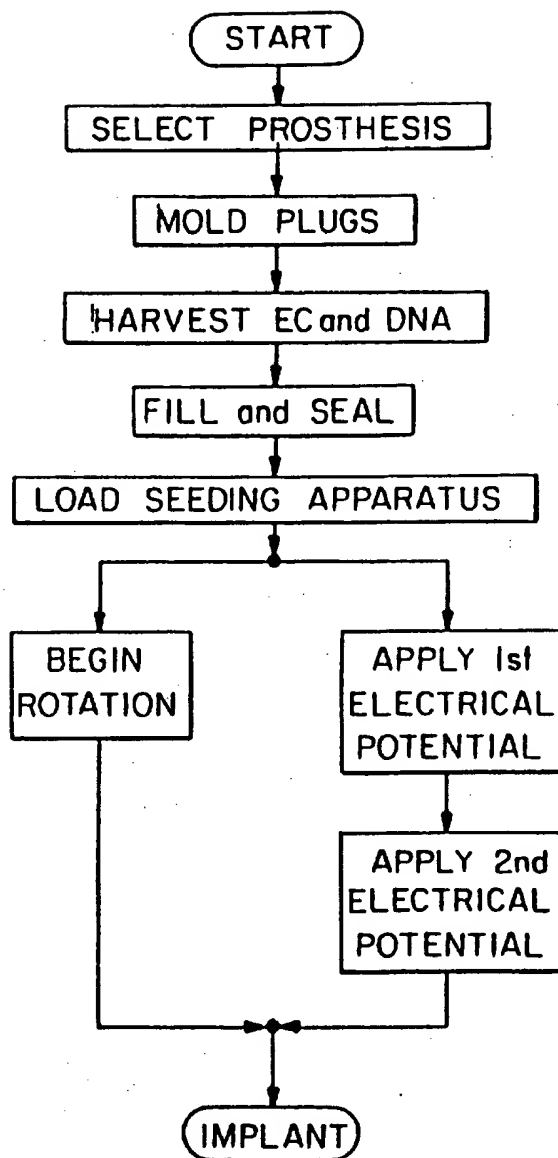 START
SELECT PROSTHESIS
MOLD PLUGS
HARVEST EC and DNA
FILL and SEAL
LOAD SEEDING APPARATUS
BEGIN
ROTATION
APPLY 1st
ELECTRICAL
POTENTIAL
APPLY 2nd
ELECTRICAL
POTENTIAL
IMPLANT